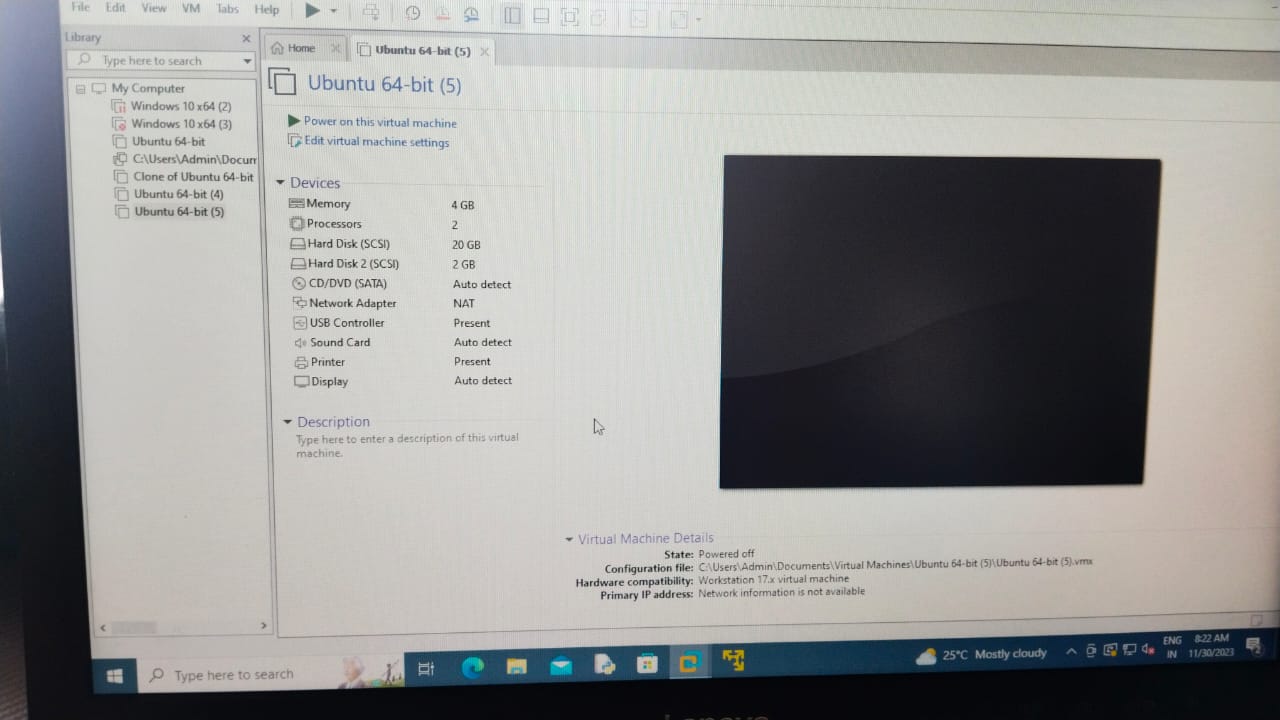 File Edit View VM Tabs Help
Library
Type here to search
My Computer
Windows 10 x64 (2)
Windows 10 x64 (3)
Ubuntu 64-bit
C:\Users\Admin\Docum
Clone of Ubuntu 64-bit
Ubuntu 64-bit (4)
Ubuntu 64-bit (5)
Home
Ubuntu 64-bit (5)
Ubuntu 64-bit (5)
Power on this virtual machine
Edit virtual machine settings
Devices
Memory 4 GB
Processors 2
Hard Disk (SCSI) 20 GB
Hard Disk 2 (SCSI) 2 GB
CD/DVD (SATA) Auto detect
Network Adapter NAT
USB Controller Present
Sound Card Auto detect
Printer Present
Display Auto detect
Description
Type here to enter a description of this virtual
machine.
Virtual Machine Details
State: Powered off
Configuration file: C:\Users\Admin\Documents\Virtual Machines\Ubuntu 64-bit (5)\Ubuntu 64-bit (5).vmx
Hardware compatibility: Workstation 17.x virtual machine
Primary IP address: Network information is not available
Type here to search
25°C Mostly cloudy
ENG
IN
8:22 AM
11/30/2023